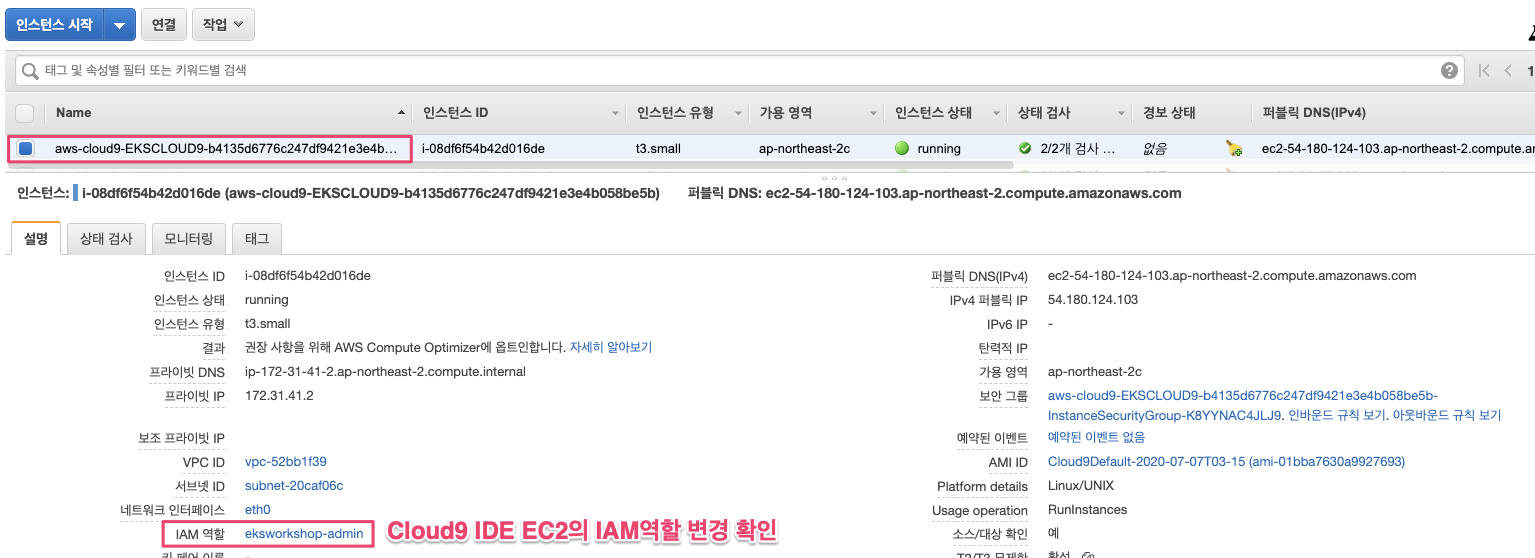 인스턴스 시작 연결 작업
태그 및 속성별 필터 또는 키워드별 검색 1
Name 인스턴스 ID 인스턴스 유형 가용 영역 인스턴스 상태 상태 검사 경보 상태 퍼블릭 DNS(IPv4)
aws-cloud9-EKSCLOUD9-b4135d6776c247df9421e3e4b... i-08df6f54b42d016de t3.small ap-northeast-2c running 2/2개 검사 ... 없음 ec2-54-180-124-103.ap-northeast-2.compute.
인스턴스: i-08df6f54b42d016de (aws-cloud9-EKSCLOUD9-b4135d6776c247df9421e3e4b058be5b) 퍼블릭 DNS: ec2-54-180-124-103.ap-northeast-2.compute.amazonaws.com
설명 상태 검사 모니터링 태그
인스턴스 ID i-08df6f54b42d016de 퍼블릭 DNS(IPv4) ec2-54-180-124-103.ap-northeast-2.compute.amazonaws.com
인스턴스 상태 running IPv4 퍼블릭 IP 54.180.124.103
인스턴스 유형 t3.small IPv6 IP -
결과 권장 사항을 위해 AWS Compute Optimizer에 옵트인합니다. 자세히 알아보기 탄력적 IP
프라이빗 DNS ip-172-31-41-2.ap-northeast-2.compute.internal 가용 영역 ap-northeast-2c
프라이빗 IP 172.31.41.2 보안 그룹 aws-cloud9-EKSCLOUD9-b4135d6776c247df9421e3e4b058be5b-
InstanceSecurityGroup-K8YYNAC4JLJ9. 인바운드 규칙 보기. 아웃바운드 규칙 보기
보조 프라이빗 IP 예약된 이벤트 예약된 이벤트 없음
VPC ID vpc-52bb1f39 AMI ID Cloud9Default-2020-07-07T03-15 (ami-01bba7630a9927693)
서브넷 ID subnet-20caf06c Platform details Linux/UNIX
네트워크 인터페이스 eth0 Usage operation RunInstances
IAM 역할 eksworkshop-admin Cloud9 IDE EC2의 IAM역할 변경 확인 소스/대상 확인 예
키 페어 이름 T2/T3 무제한 활성